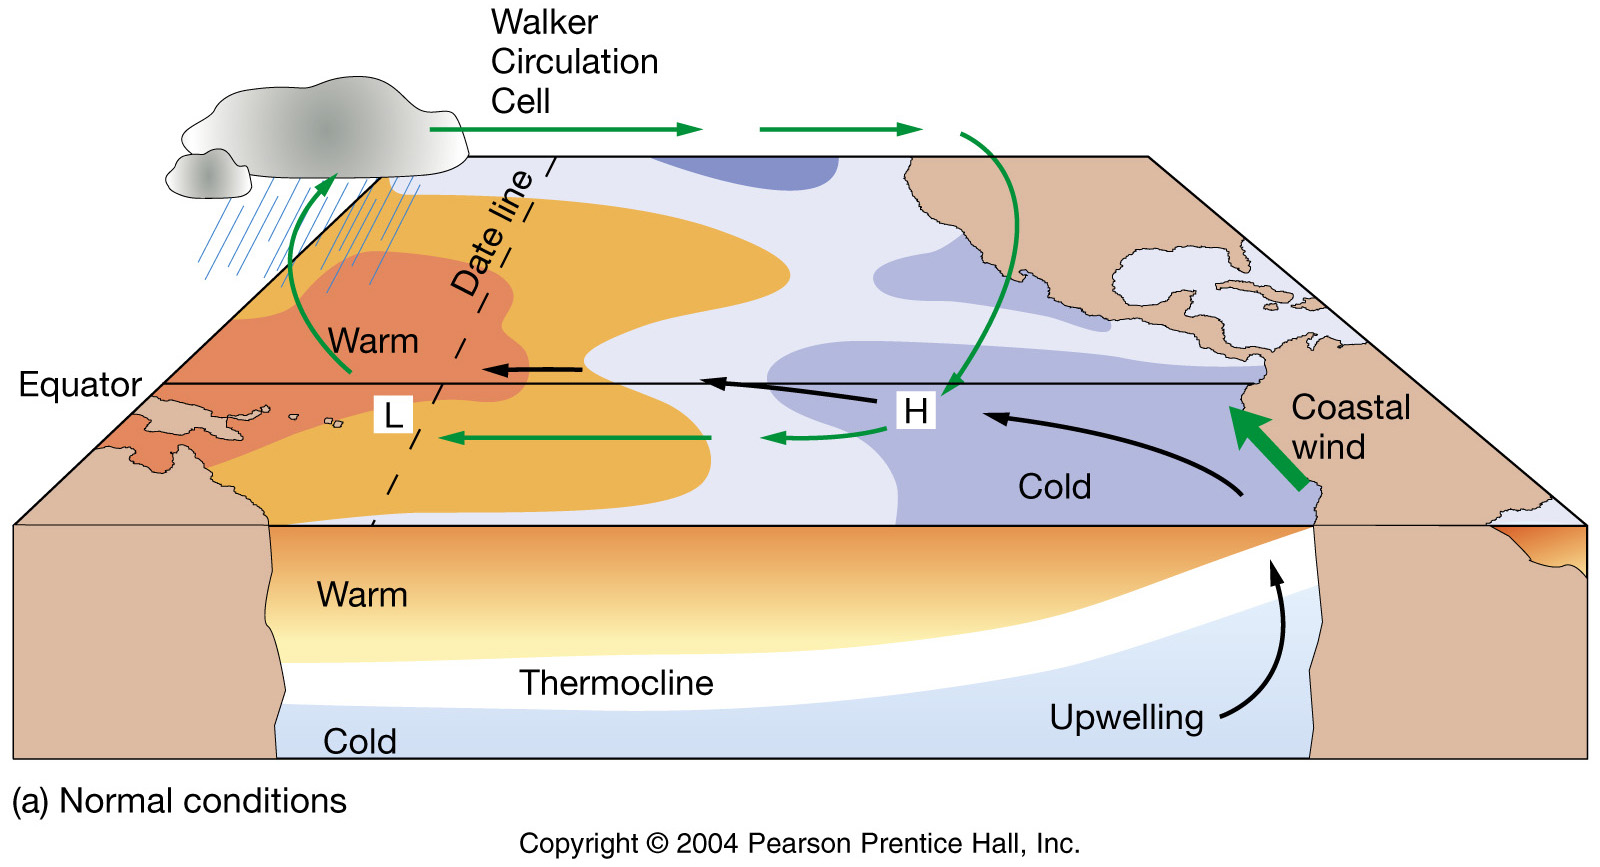 Walker
Circulation
Cell
Date line
Warm
Equator
L
H
Coastal
wind
Cold
Warm
Thermocline
Upwelling
Cold
(a) Normal conditions
Copyright © 2004 Pearson Prentice Hall, Inc.